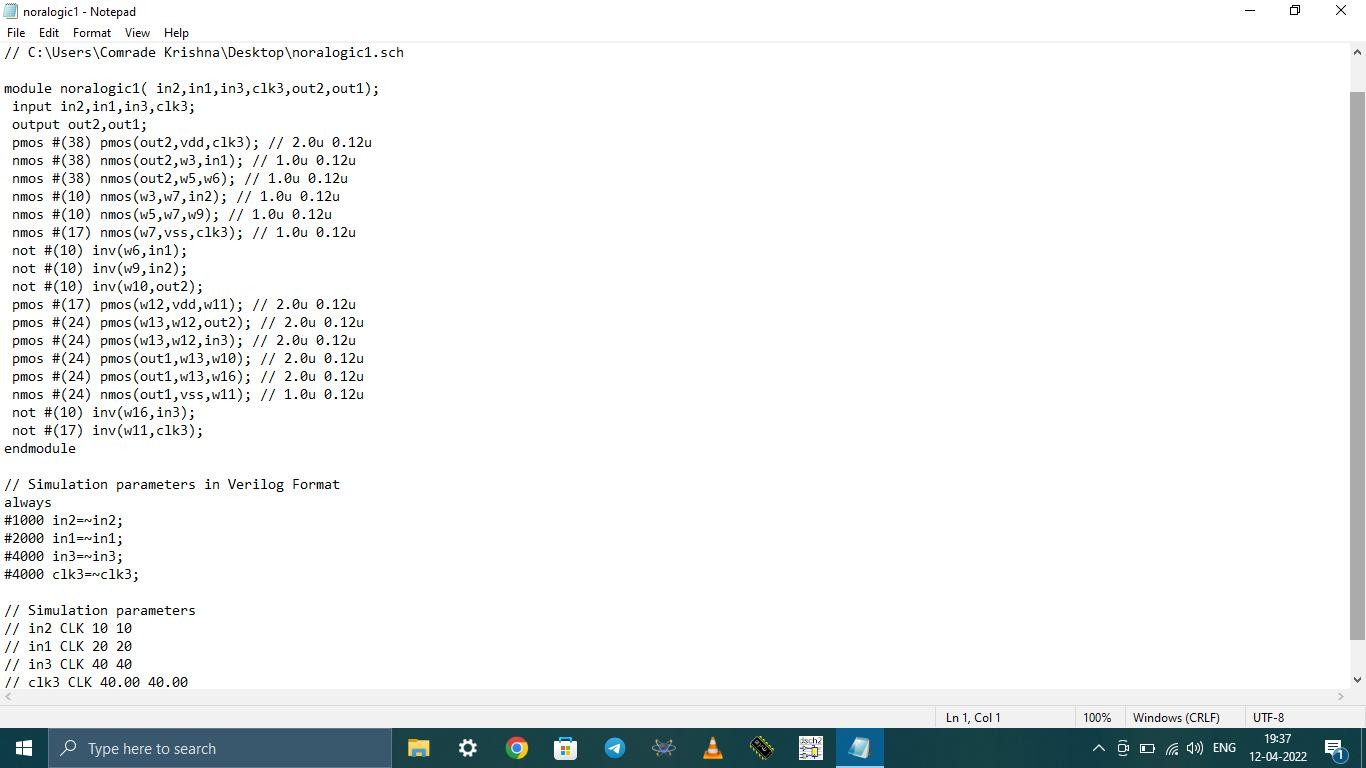 noralogic1 - Notepad
File Edit Format View Help
// C:\Users\Comrade Krishna\Desktop\noralogic1.sch
module noralogic1( in2,in1,in3,clk3,out2,out1);
input in2,in1,in3,clk3;
output out2,out1;
pmos #(38) pmos(out2,vdd,clk3); // 2.0u 0.12u
nmos #(38) nmos(out2,w3,in1); // 1.0u 0.12u
nmos #(38) nmos(out2,w5,w6); // 1.0u 0.12u
nmos #(10) nmos(w3,w7,in2); // 1.0u 0.12u
nmos #(10) nmos(w5,w7,w9); // 1.0u 0.12u
nmos #(17) nmos(w7,vss,clk3); // 1.0u 0.12u
not #(10) inv(w6,in1);
not #(10) inv(w9,in2);
not #(10) inv(w10,out2);
pmos #(17) pmos(w12,vdd,w11); // 2.0u 0.12u
pmos #(24) pmos(w13,w12,out2); // 2.0u 0.12u
pmos #(24) pmos(w13,w12,in3); // 2.0u 0.12u
pmos #(24) pmos(out1,w13,w10); // 2.0u 0.12u
pmos #(24) pmos(out1,w13,w16); // 2.0u 0.12u
nmos #(24) nmos(out1,vss,w11); // 1.0u 0.12u
not #(10) inv(w16,in3);
not #(17) inv(w11,clk3);
endmodule
// Simulation parameters in Verilog Format
always
#1000 in2=~in2;
#2000 in1=~in1;
#4000 in3=~in3;
#4000 clk3=~clk3;
// Simulation parameters
// in2 CLK 10 10
// in1 CLK 20 20
// in3 CLK 40 40
// clk3 CLK 40.00 40.00
Ln 1, Col 1 100% Windows (CRLF) UTF-8
Type here to search
dsch2
ENG
19:37
12-04-2022
1